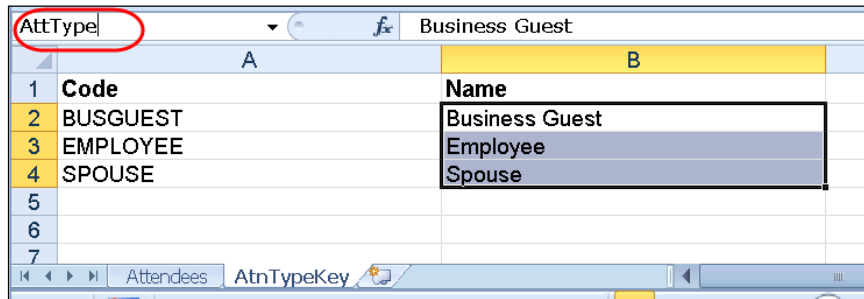 AttType fx Business Guest
A B
1 Code Name
2 BUSGUEST Business Guest
3 EMPLOYEE Employee
4 SPOUSE Spouse
5
6
7
Attendees AtnTypeKey